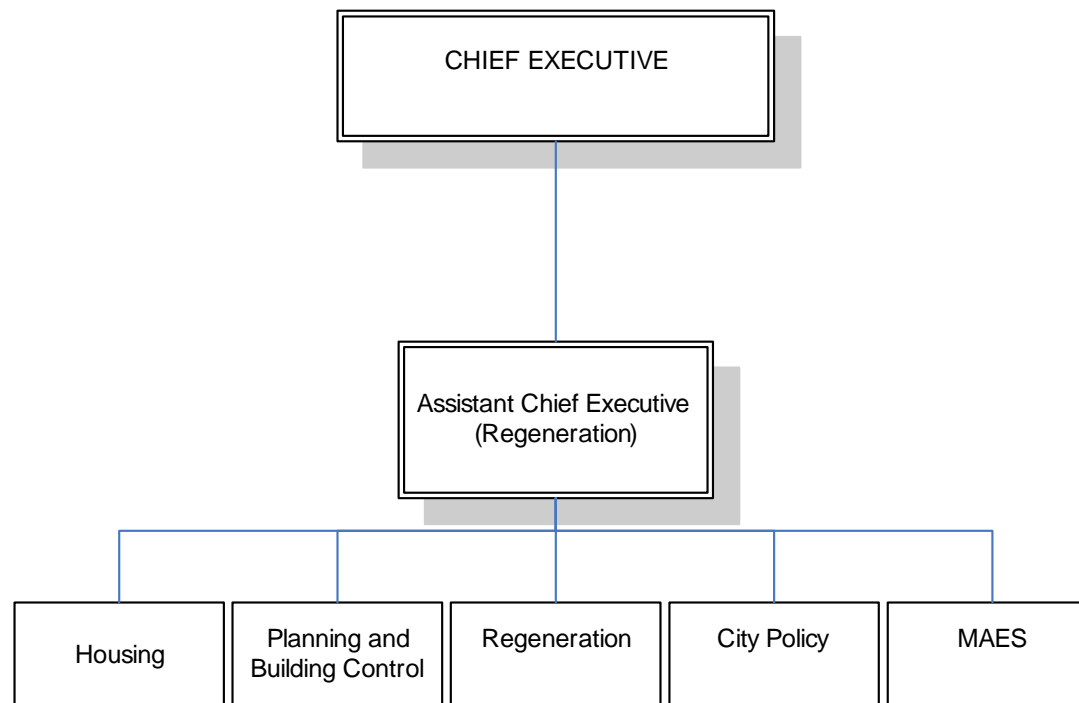 CHIEF EXECUTIVE
Assistant Chief Executive
(Regeneration)
Housing
Planning and
Building Control
Regeneration
City Policy
MAES